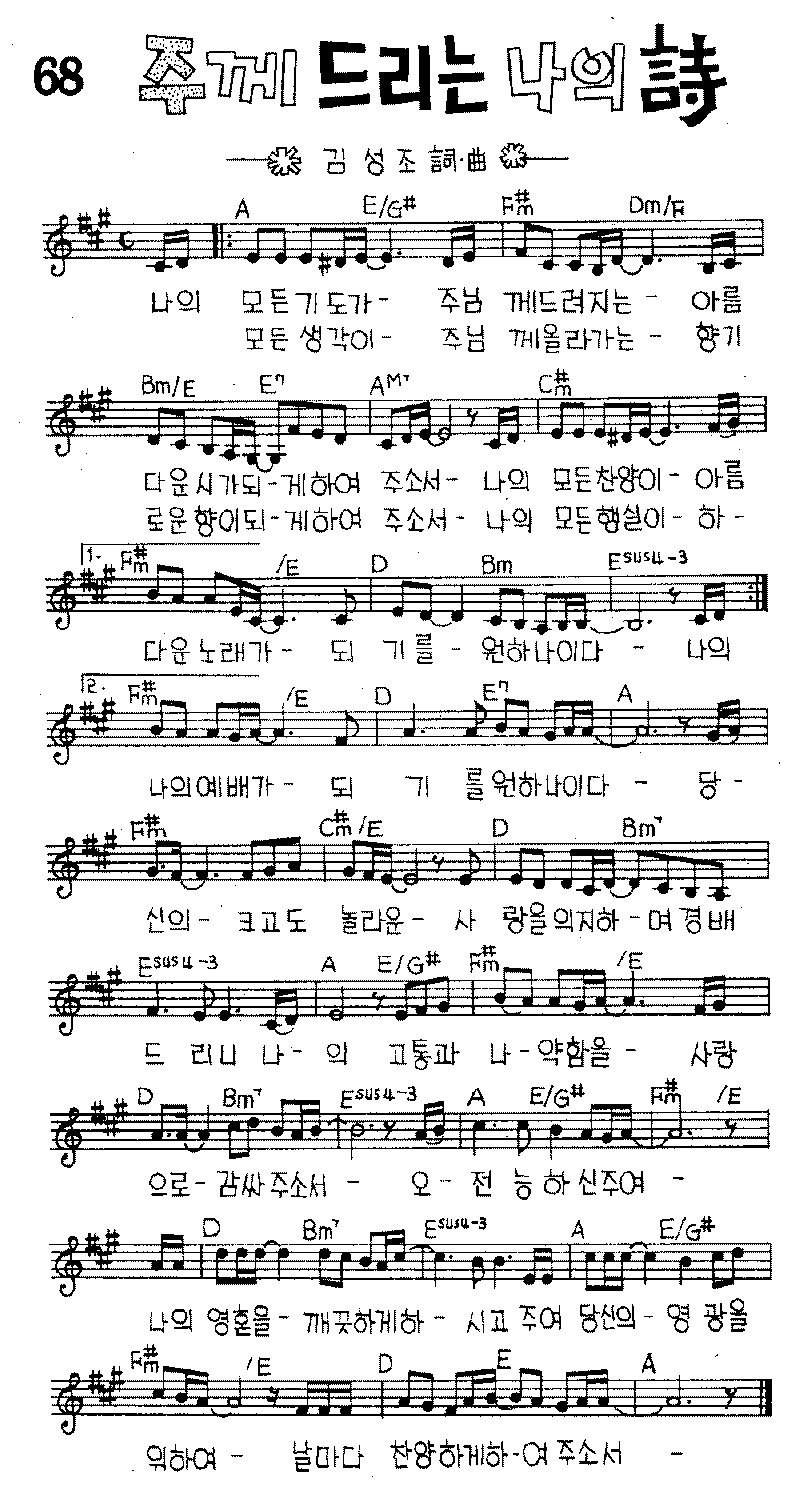 68 주께 드리는 나의 詩
김성조 詞·曲
A E/G# F#m Dm/F
나의 모든기도가- 주님 께드려지는- 아름
모든생각이- 주님 께올라가는- 향기
Bm/E E7 AM7 C#m
다운시가되-게하여 주소서- 나의 모든찬양이- 아름
로운향이되-게하여 주소서- 나의 모든행실이- 하-
1. F#m /E D Bm Esus4-3
다운노래가- 되 기를- 원하나이다- 나의
2. F#m /E D E7 A
나의예배가- 되 기 를원하나이다- 당-
F#m C#m/E D Bm7
신의- 크고도 놀라운- 사 랑을의지하-며경배
Esus4-3 A E/G# F#m /E
드 리니 나-의 고통과 나-약함을- 사랑
D Bm7 Esus4-3 A E/G# F#m /E
으로-감싸주소서- 오-전 능하신주여-
D Bm7 Esus4-3 A E/G#
나의 영혼을- 깨끗하게하- 시고 주여 당신의- 영 광을
F#m /E D E A
위하여- 날마다 찬양하게하-여주소서 -